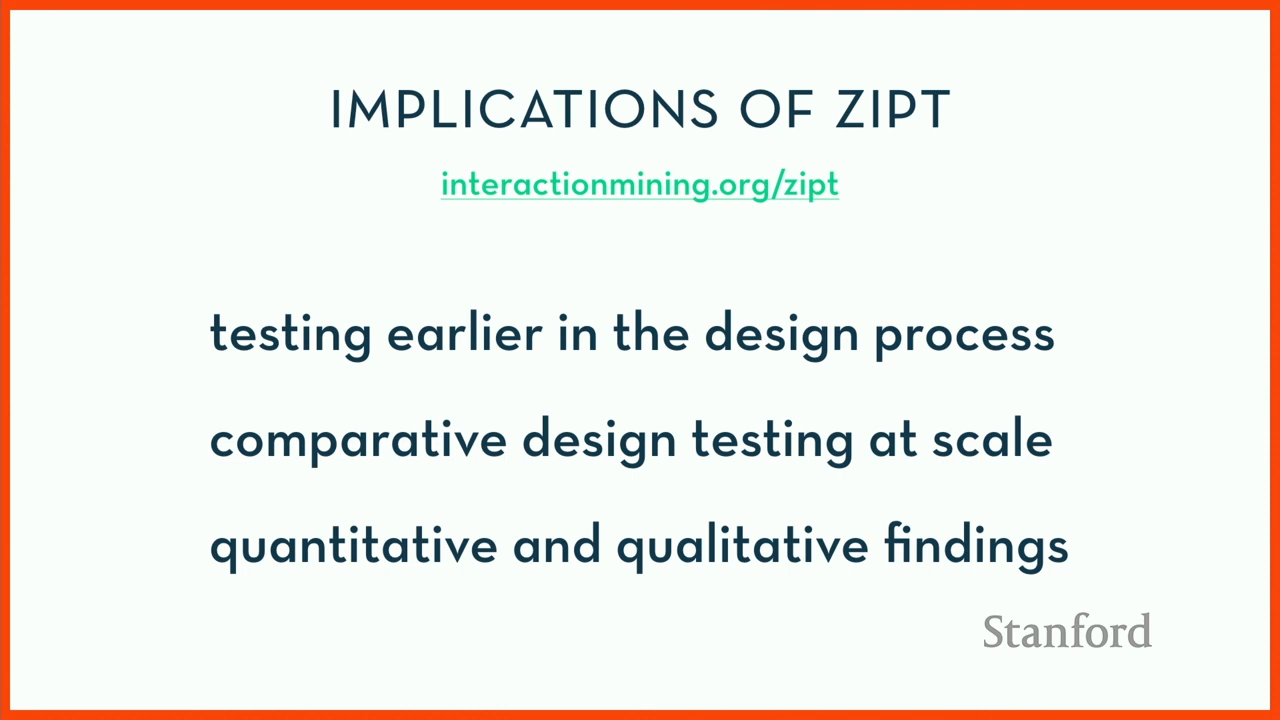 IMPLICATIONS OF ZIPT
interactionmining.org/zipt
testing earlier in the design process
comparative design testing at scale
quantitative and qualitative findings
Stanford